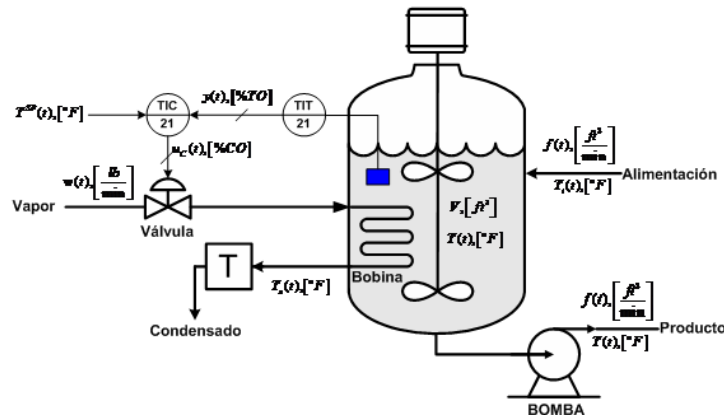 TIC
21
y(t),[%TO]
TIT
21
T^SP(t),[°F]
u_C(t),[%CO]
w(t),[lb/min]
Vapor
Válvula
f(t),[ft³/min]
Alimentación
T_i(t),[°F]
V,[ft³]
T(t),[°F]
Bobina
T
T_s(t),[°F]
Condensado
f(t),[ft³/min]
Producto
T(t),[°F]
BOMBA